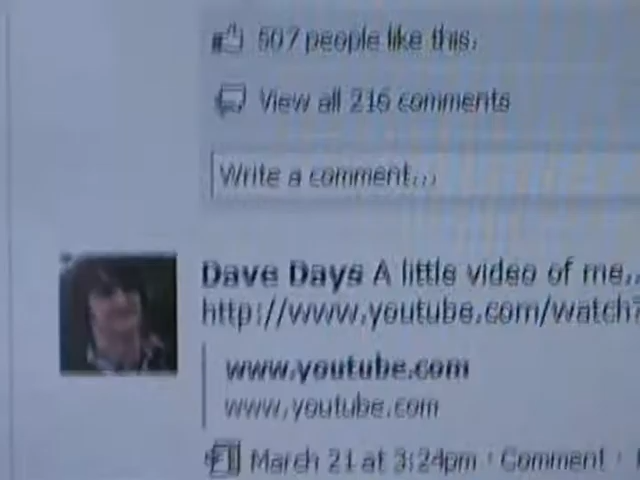 507 people like this.
View all 216 comments
Write a comment...
Dave Days A little video of me..
http://www.youtube.com/watch?
www.youtube.com
www.youtube.com
March 21 at 3:24pm · Comment ·